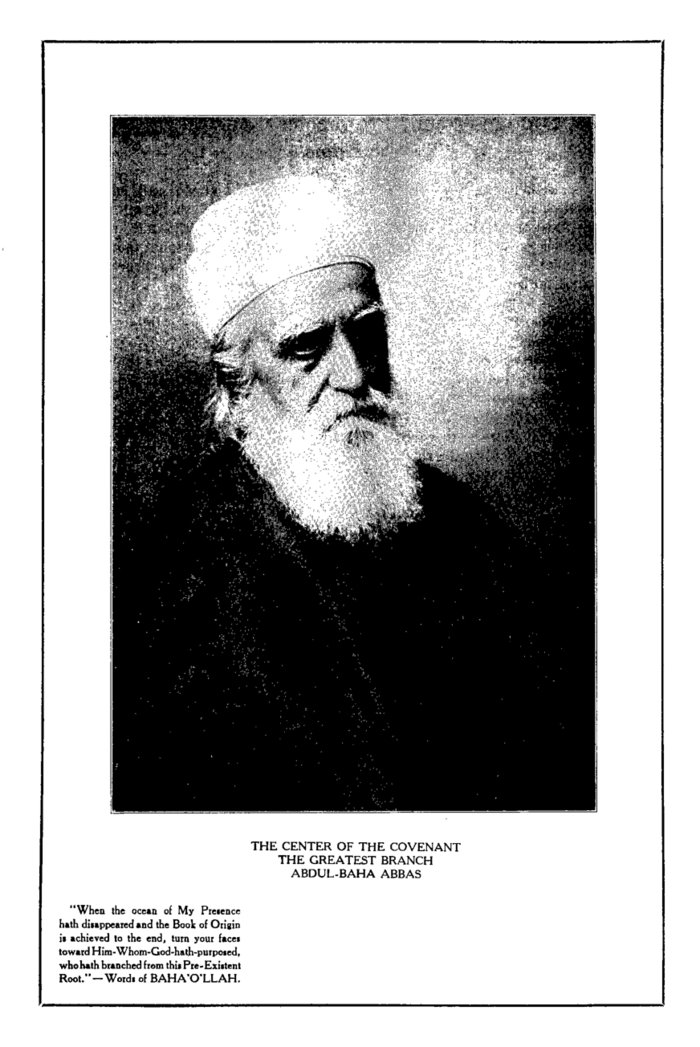 THE CENTER OF THE COVENANT
THE GREATEST BRANCH
ABDUL-BAHA ABBAS
"When the ocean of My Presence
hath disappeared and the Book of Origin
is achieved to the end, turn your faces
toward Him-Whom-God-hath-purposed,
who hath branched from this Pre-Existent
Root."—Words of BAHA'O'LLAH.